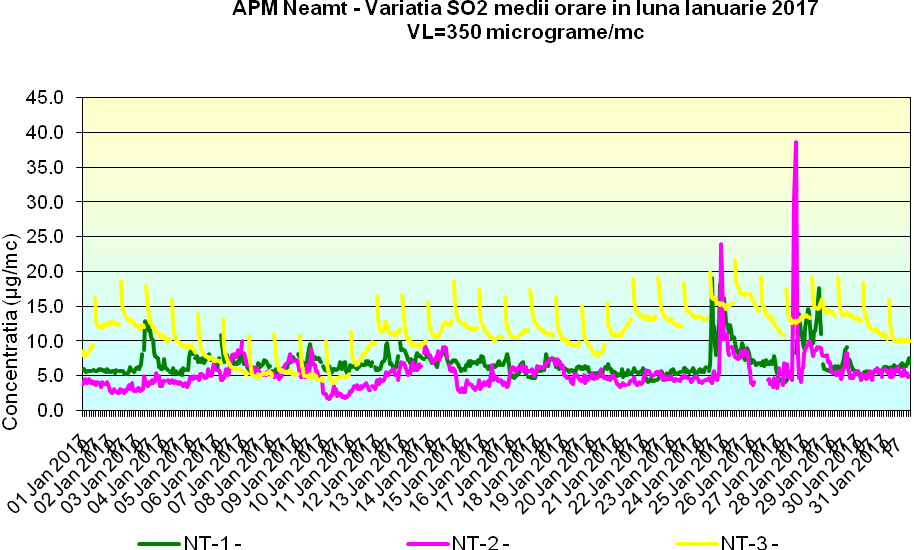 APM Neamt - Variatia SO2 medii orare in luna Ianuarie 2017
VL=350 micrograme/mc
Concentratia (µg/mc)
45.0
40.0
35.0
30.0
25.0
20.0
15.0
10.0
5.0
0.0
01 Jan 2017
02 Jan 2017
03 Jan 2017
04 Jan 2017
05 Jan 2017
06 Jan 2017
07 Jan 2017
08 Jan 2017
09 Jan 2017
10 Jan 2017
11 Jan 2017
12 Jan 2017
13 Jan 2017
14 Jan 2017
15 Jan 2017
16 Jan 2017
17 Jan 2017
18 Jan 2017
19 Jan 2017
20 Jan 2017
21 Jan 2017
22 Jan 2017
23 Jan 2017
24 Jan 2017
25 Jan 2017
26 Jan 2017
27 Jan 2017
28 Jan 2017
29 Jan 2017
30 Jan 2017
31 Jan 2017
NT-1 -
NT-2 -
NT-3 -